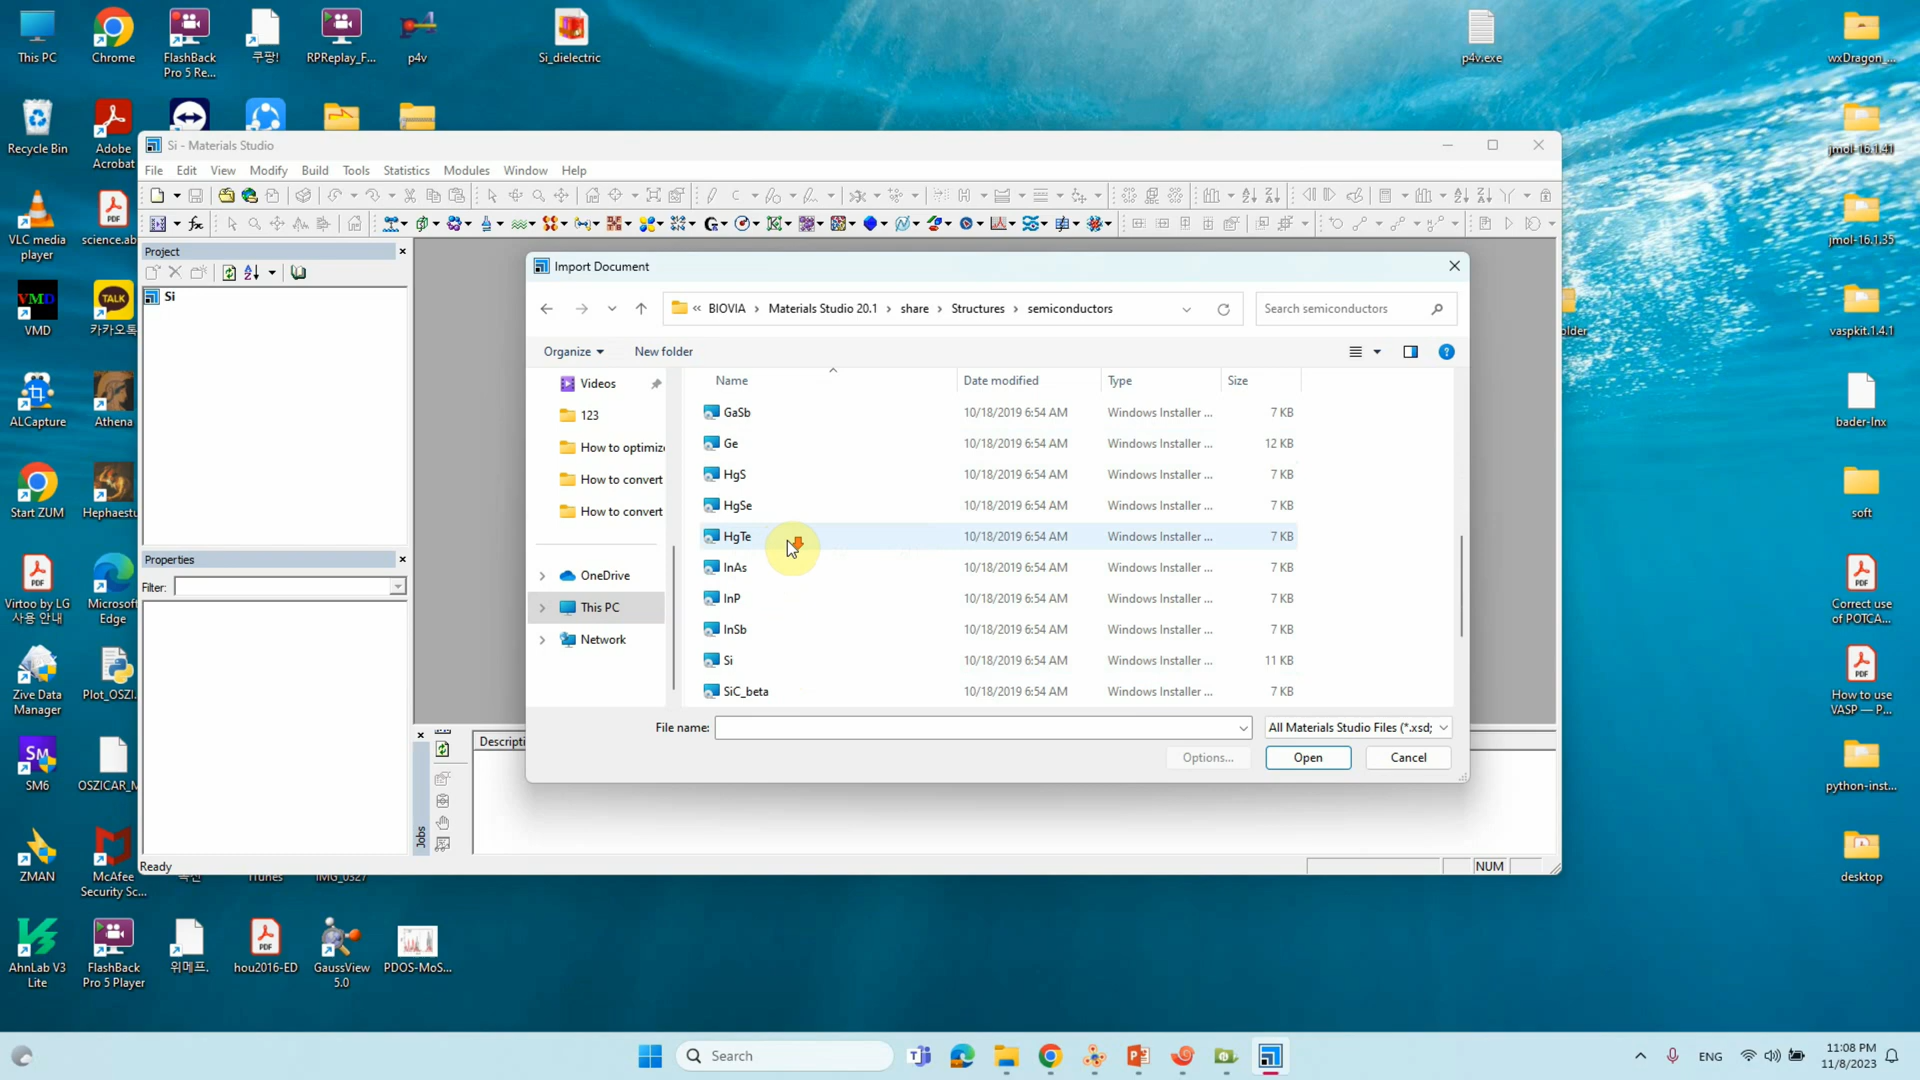 This PC
Chrome
FlashBack
Pro 5 Re...
쿠팡!
RPReplay_F...
p4v
Si_dielectric
p4v.exe
wxDragon_...
Recycle Bin
Adobe
Acrobat
jmol-16.1.41
Si - Materials Studio
File Edit View Modify Build Tools Statistics Modules Window Help
VLC media
player
science.ab
jmol-16.1.35
Project
Si
VMD
카카오톡
older
vaspkit.1.4.1
Import Document
« BIOVIA > Materials Studio 20.1 > share > Structures > semiconductors
Search semiconductors
Organize
New folder
Videos
123
How to optimize
How to convert
How to convert
OneDrive
This PC
Network
Name Date modified Type Size
GaSb 10/18/2019 6:54 AM Windows Installer ... 7 KB
Ge 10/18/2019 6:54 AM Windows Installer ... 12 KB
HgS 10/18/2019 6:54 AM Windows Installer ... 7 KB
HgSe 10/18/2019 6:54 AM Windows Installer ... 7 KB
HgTe 10/18/2019 6:54 AM Windows Installer ... 7 KB
InAs 10/18/2019 6:54 AM Windows Installer ... 7 KB
InP 10/18/2019 6:54 AM Windows Installer ... 7 KB
InSb 10/18/2019 6:54 AM Windows Installer ... 7 KB
Si 10/18/2019 6:54 AM Windows Installer ... 11 KB
SiC_beta 10/18/2019 6:54 AM Windows Installer ... 7 KB
File name:
All Materials Studio Files (*.xsd;
Options...
Open
Cancel
ALCapture
Athena
bader-lnx
Start ZUM
Hephaestu
soft
Properties
Filter:
Virtoo by LG
사용 안내
Microsoft
Edge
Correct use
of POTCA...
Zive Data
Manager
Plot_OSZI.
How to use
VASP — P...
Descripti
Jobs
SM6
OSZICAR_M
python-inst...
Ready
NUM
ZMAN
McAfee
Security Sc...
iTunes
IMG_0327
desktop
AhnLab V3
Lite
FlashBack
Pro 5 Player
위메프.
hou2016-ED
GaussView
5.0
PDOS-MoS...
Search
ENG
11:08 PM
11/8/2023